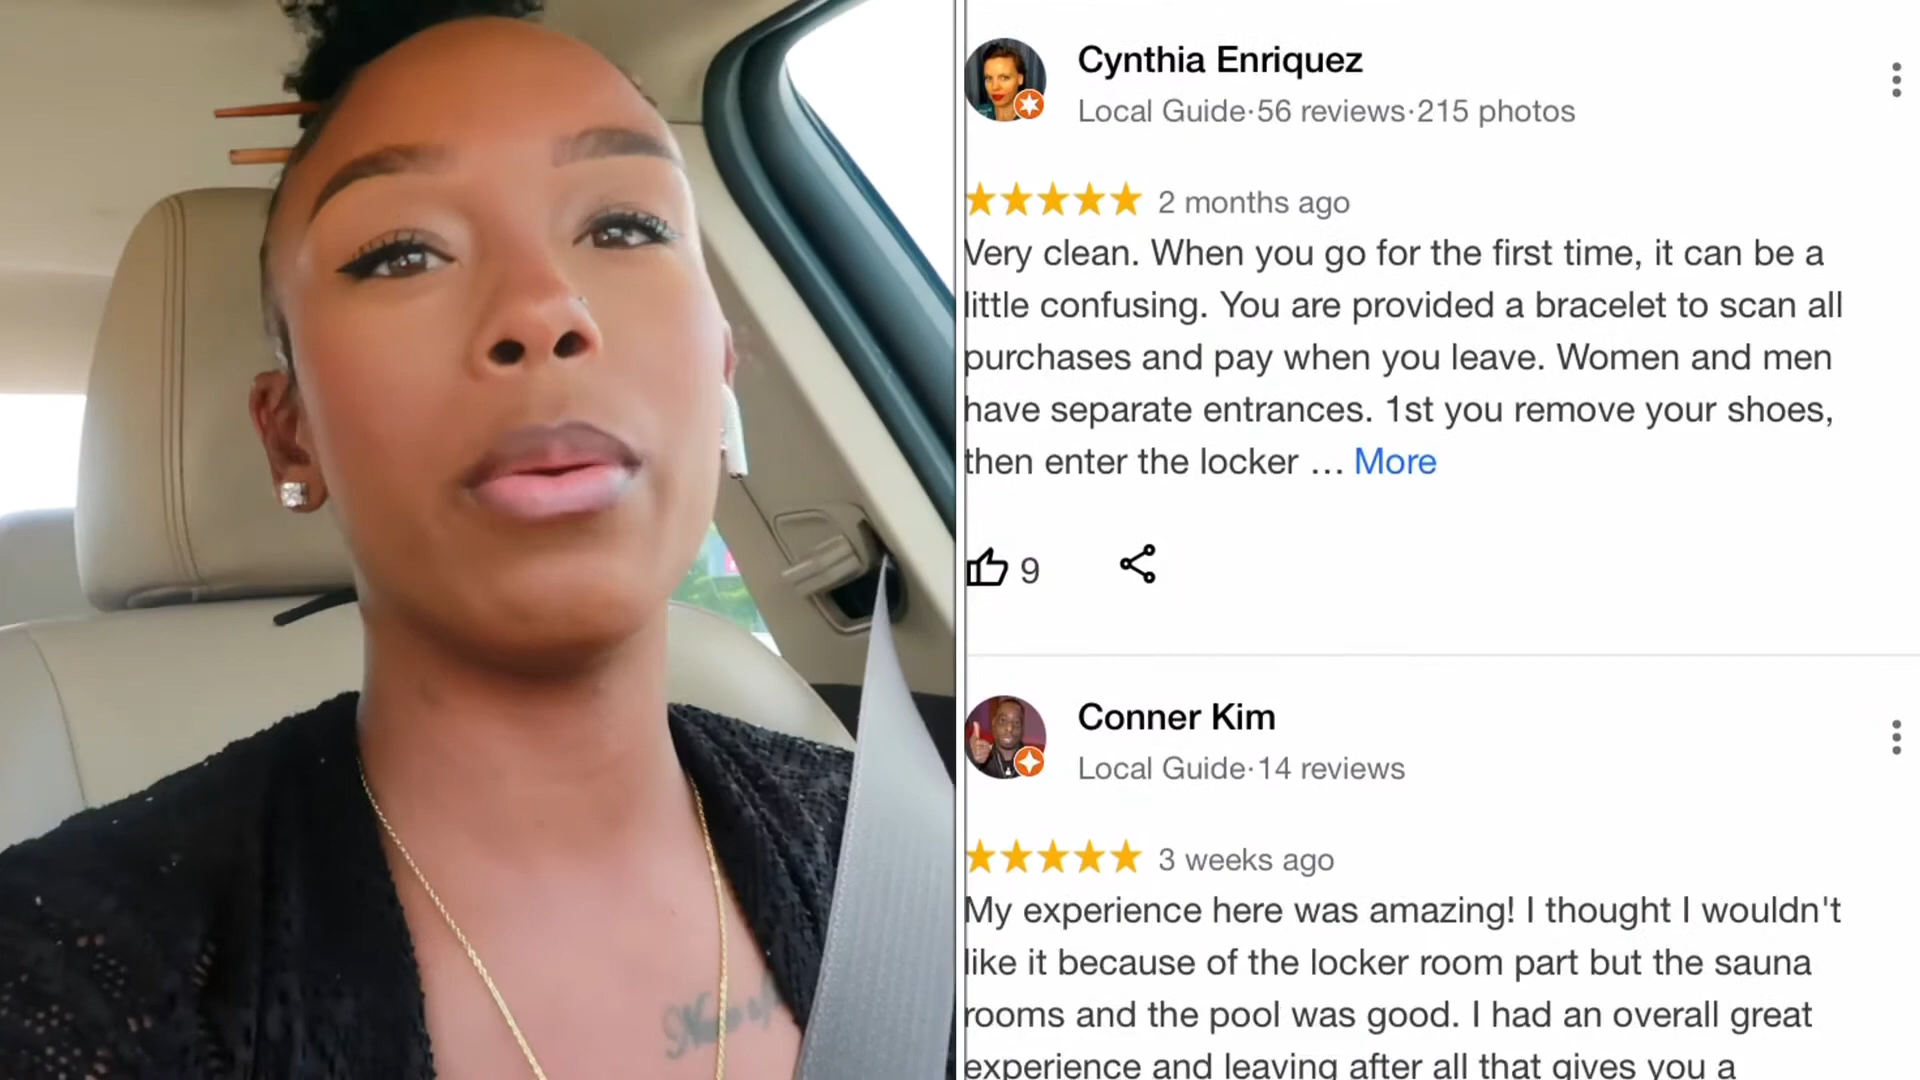 Cynthia Enriquez
Local Guide·56 reviews·215 photos
2 months ago
Very clean. When you go for the first time, it can be a
little confusing. You are provided a bracelet to scan all
purchases and pay when you leave. Women and men
have separate entrances. 1st you remove your shoes,
then enter the locker ... More
9
Conner Kim
Local Guide·14 reviews
3 weeks ago
My experience here was amazing! I thought I wouldn't
like it because of the locker room part but the sauna
rooms and the pool was good. I had an overall great
experience and leaving after all that gives you a